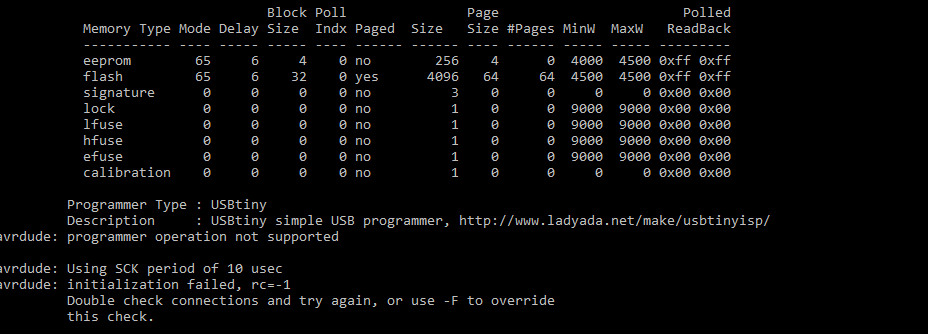 Block Poll               Page                       Polled
          Memory Type Mode Delay Size  Indx Paged  Size   Size #Pages MinW  MaxW   ReadBack
          ----------- ---- ----- ----- ---- ------ ------ ---- ------ ----- ----- ---------
          eeprom        65     6     4    0 no        256    4      0  4000  4500 0xff 0xff
          flash         65     6    32    0 yes      4096   64     64  4500  4500 0xff 0xff
          signature      0     0     0    0 no          3    0      0     0     0 0x00 0x00
          lock           0     0     0    0 no          1    0      0  9000  9000 0x00 0x00
          lfuse          0     0     0    0 no          1    0      0  9000  9000 0x00 0x00
          hfuse          0     0     0    0 no          1    0      0  9000  9000 0x00 0x00
          efuse          0     0     0    0 no          1    0      0  9000  9000 0x00 0x00
          calibration    0     0     0    0 no          1    0      0     0     0 0x00 0x00
        Programmer Type : USBtiny
        Description     : USBtiny simple USB programmer, http://www.ladyada.net/make/usbtinyisp/
avrdude: programmer operation not supported
avrdude: Using SCK period of 10 usec
avrdude: initialization failed, rc=-1
        Double check connections and try again, or use -F to override
        this check.